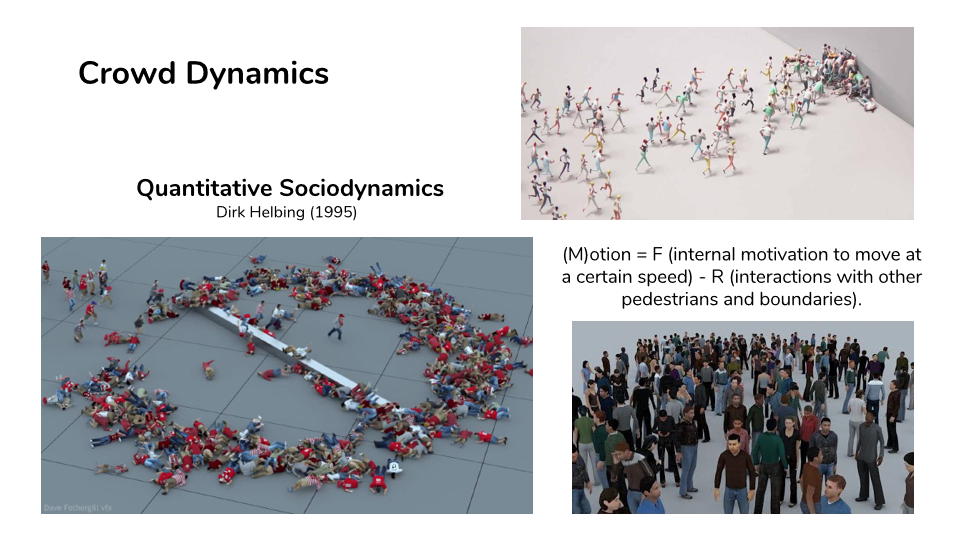 Crowd Dynamics
Quantitative Sociodynamics
Dirk Helbing (1995)
(M)otion = F (internal motivation to move at
a certain speed) - R (interactions with other
pedestrians and boundaries).
Dave Fothergill vfx